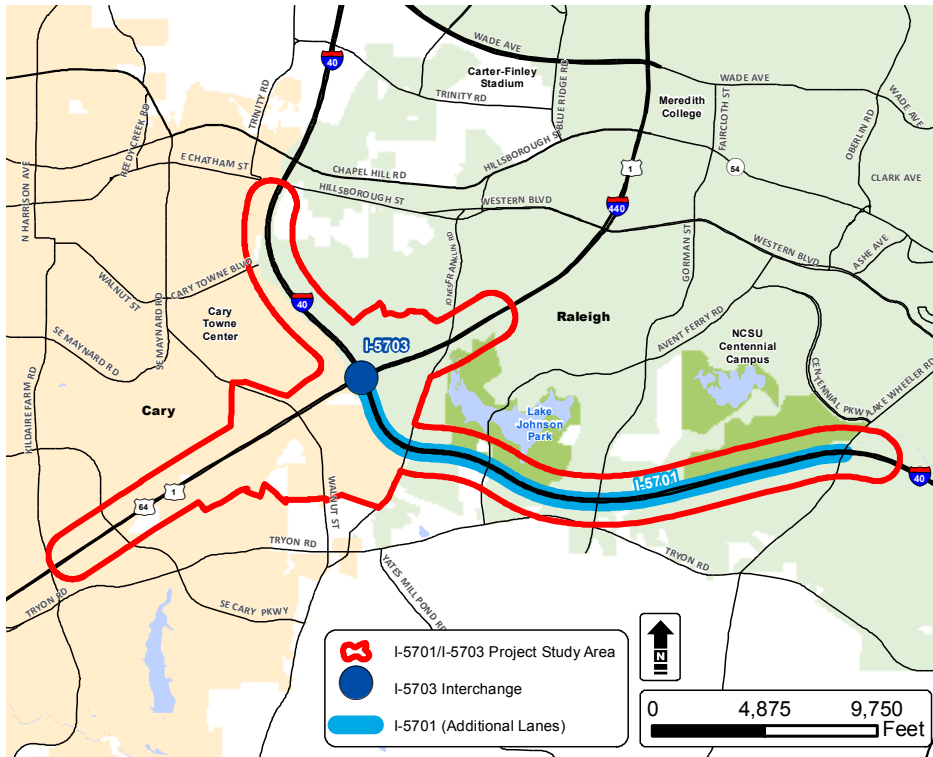 WADE AVE
40
Carter-Finley
Stadium
TRINITY RD
BLUE RIDGE RD
WADE AVE
Meredith
College
FAIRCLOTH ST
WADE AVE
OBERLIN RD
TRINITY RD
REEDY CREEK RD
N HARRISON AVE
E CHATHAM ST
CHAPEL HILL RD
HILLSBOROUGH ST
1
54
CLARK AVE
HILLSBOROUGH ST
WESTERN BLVD
440
GORMAN ST
WESTERN BLVD
ASHE AVE
JONES FRANKLIN RD
CARY TOWNE BLVD
WALNUT ST
40
SE MAYNARD RD
Cary
Towne
Center
SE MAYNARD RD
I-5703
Raleigh
AVENT FERRY RD
NCSU
Centennial
Campus
CENTENNIAL PKWY
LAKE WHEELER RD
KILDAIRE FARM RD
Cary
Lake
Johnson
Park
I-5701
40
WALNUT ST
1
64
TRYON RD
TRYON RD
TRYON RD
YATES MILL POND RD
SE CARY PKWY
I-5701/I-5703 Project Study Area
I-5703 Interchange
I-5701 (Additional Lanes)
N
0 4,875 9,750
Feet